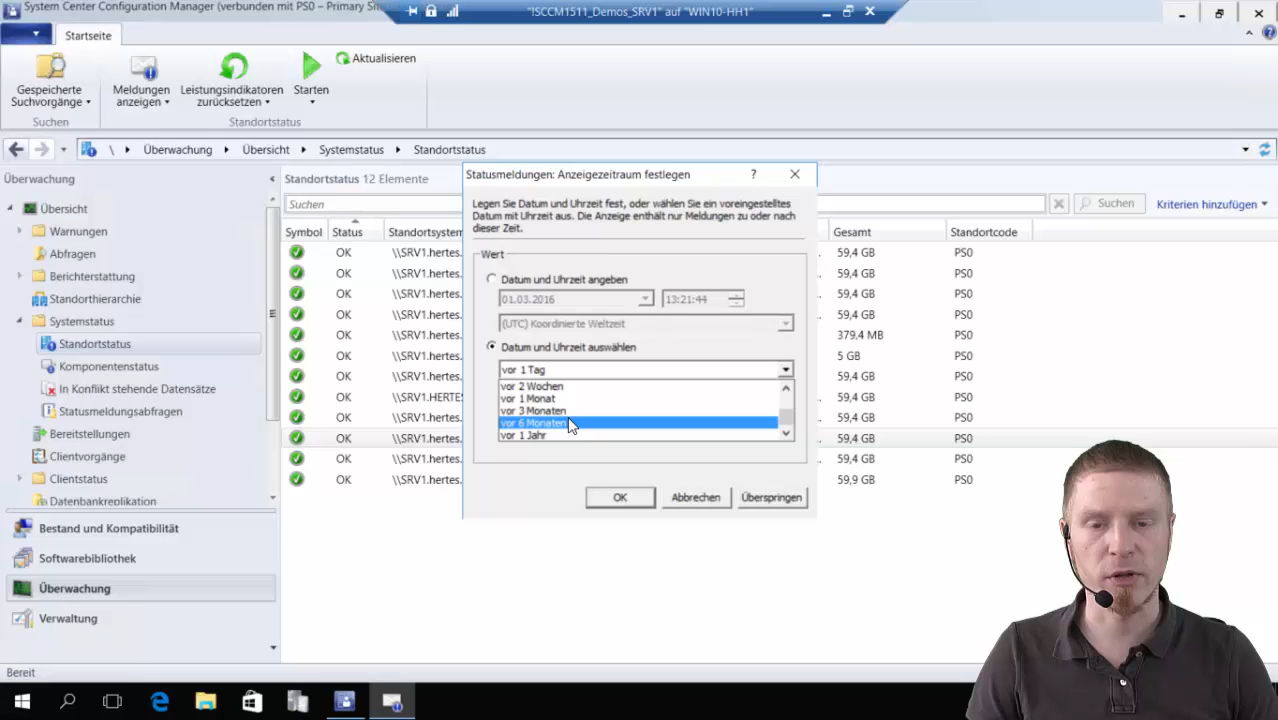 System Center Configuration Manager (verbunden mit PS0 – Primary Si
"ISCCM1511_Demos_SRV1" auf "WIN10-HH1"
Startseite
Gespeicherte Suchvorgänge
Meldungen anzeigen
Leistungsindikatoren zurücksetzen
Starten
Aktualisieren
Suchen
Standortstatus
\ Überwachung Übersicht Systemstatus Standortstatus
Überwachung
Übersicht
Warnungen
Abfragen
Berichterstattung
Standorthierarchie
Systemstatus
Standortstatus
Komponentenstatus
In Konflikt stehende Datensätze
Statusmeldungsabfragen
Bereitstellungen
Clientvorgänge
Clientstatus
Datenbankreplikation
Bestand und Kompatibilität
Softwarebibliothek
Überwachung
Verwaltung
Bereit
Standortstatus 12 Elemente
Suchen
Suchen
Kriterien hinzufügen
Symbol Status Standortsystem Gesamt Standortcode
OK \\SRV1.hertes. 59,4 GB PS0
OK \\SRV1.hertes. 59,4 GB PS0
OK \\SRV1.hertes. 59,4 GB PS0
OK \\SRV1.hertes. 59,4 GB PS0
OK \\SRV1.hertes. 379,4 MB PS0
OK \\SRV1.hertes. 5 GB PS0
OK \\SRV1.hertes. 59,4 GB PS0
OK \\SRV1.HERTES 59,4 GB PS0
OK \\SRV1.hertes. 59,4 GB PS0
OK \\SRV1.hertes. 59,4 GB PS0
OK \\SRV1.hertes. 59,4 GB PS0
OK \\SRV1.hertes. 59,9 GB PS0
Statusmeldungen: Anzeigezeitraum festlegen
Legen Sie Datum und Uhrzeit fest, oder wählen Sie ein voreingestelltes
Datum mit Uhrzeit aus. Die Anzeige enthält nur Meldungen zu oder nach
dieser Zeit.
Wert
Datum und Uhrzeit angeben
01.03.2016 13:21:44
(UTC) Koordinierte Weltzeit
Datum und Uhrzeit auswählen
vor 1 Tag
vor 2 Wochen
vor 1 Monat
vor 3 Monaten
vor 6 Monaten
vor 1 Jahr
OK Abbrechen Überspringen